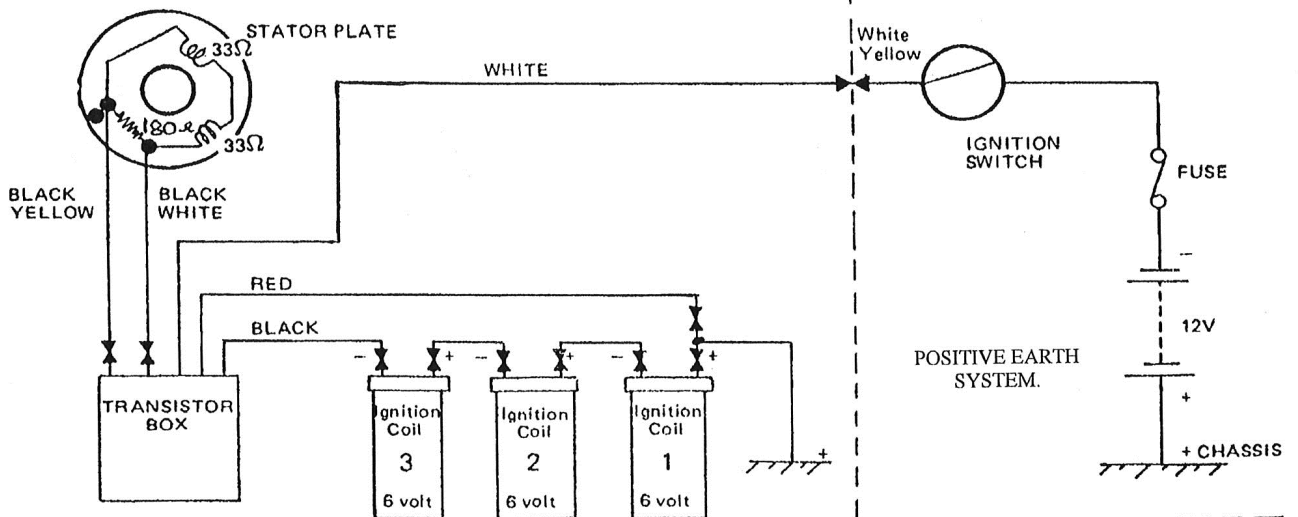 STATOR PLATE
33Ω
180Ω
33Ω
BLACK
YELLOW
BLACK
WHITE
WHITE
White
Yellow
IGNITION
SWITCH
FUSE
-
12V
+
+ CHASSIS
POSITIVE EARTH
SYSTEM.
RED
BLACK
TRANSISTOR
BOX
- +
Ignition
Coil
3
6 volt
- +
Ignition
Coil
2
6 volt
- +
Ignition
Coil
1
6 volt
+